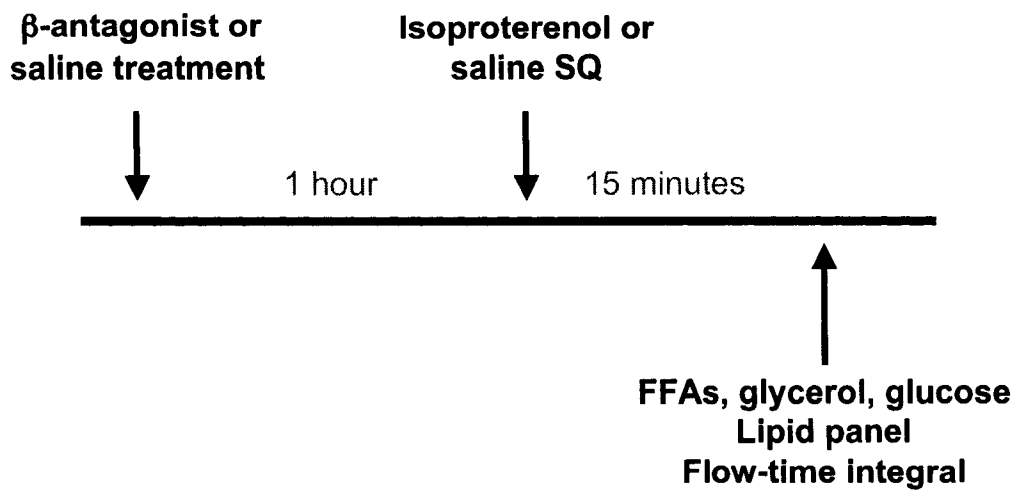 β-antagonist or
saline treatment
Isoproterenol or
saline SQ
1 hour
15 minutes
FFAs, glycerol, glucose
Lipid panel
Flow-time integral